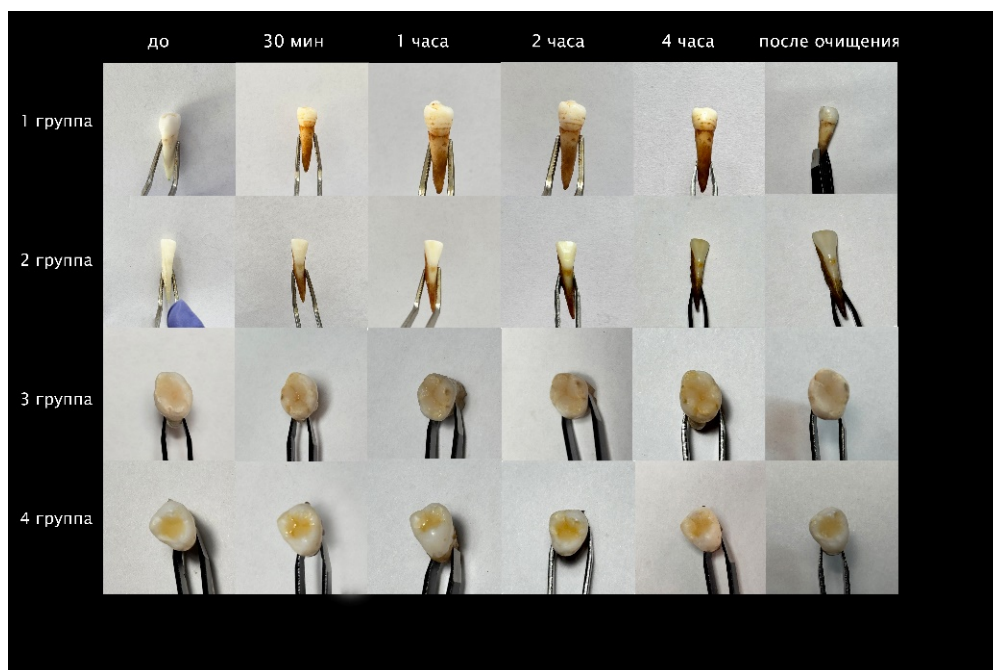 до 30 мин 1 часа 2 часа 4 часа после очищения
1 группа
2 группа
3 группа
4 группа